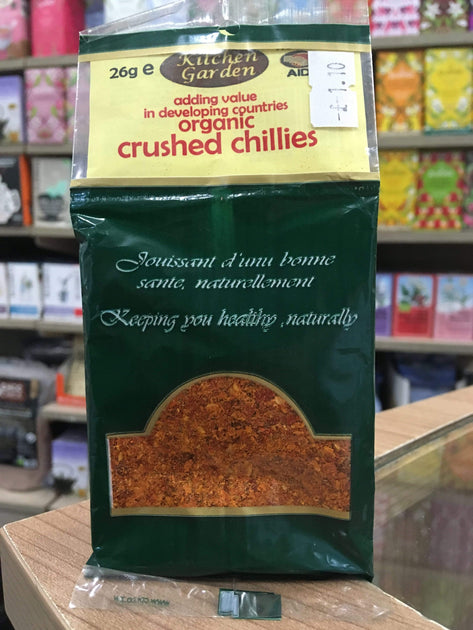 Kitchen
Garden
26g e
AID
£1.10
adding value
in developing countries
organic
crushed chillies
Jouissant d'unu bonne
sante, naturellement
Keeping you healthy ,naturally